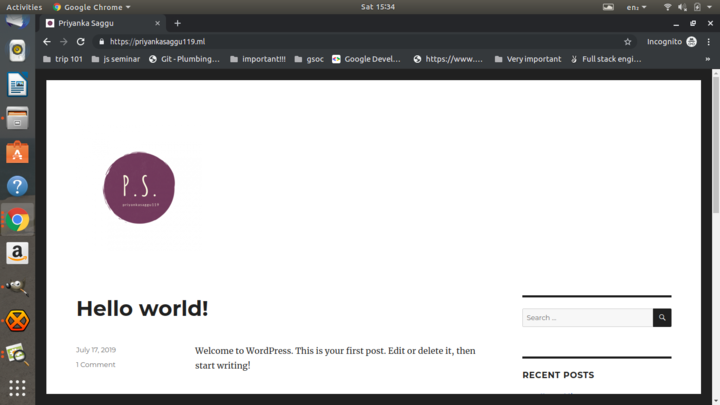 Activities
Google Chrome
Sat 15:34
en₁
Priyanka Saggu
https://priyankasaggu119.ml
Incognito
trip 101
js seminar
Git - Plumbing...
important!!!
gsoc
Google Devel...
https://www....
Very important
Full stack engi...
»
P.S.
priyankasaggu119
Hello world!
July 17, 2019
1 Comment
Welcome to WordPress. This is your first post. Edit or delete it, then
start writing!
Search ...
RECENT POSTS